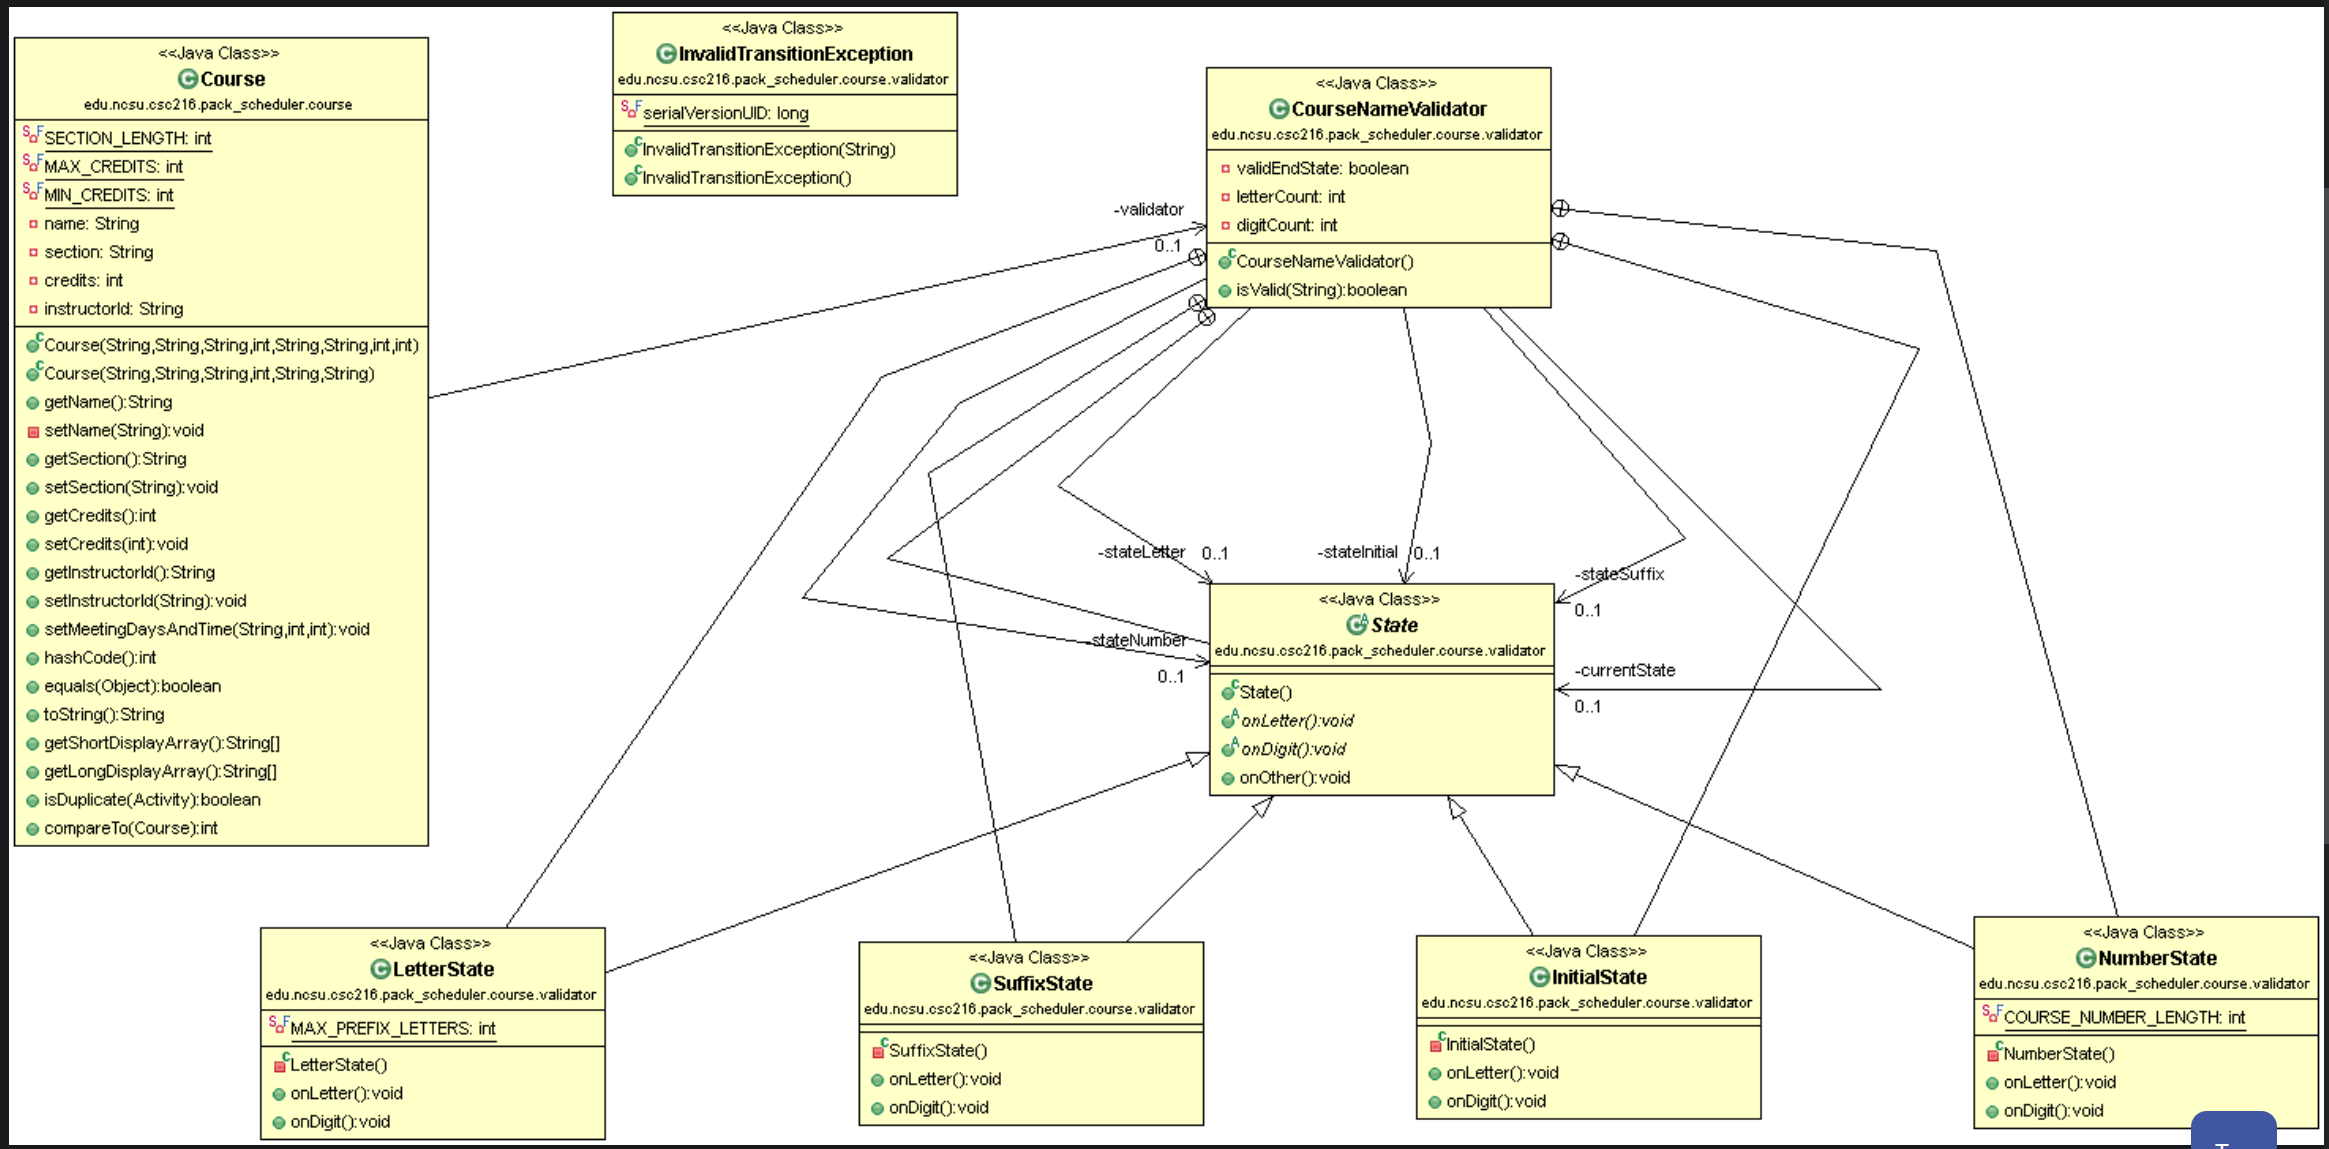 <<Java Class>>
Course
edu.ncsu.csc216.pack_scheduler.course
SECTION_LENGTH: int
MAX_CREDITS: int
MIN_CREDITS: int
name: String
section: String
credits: int
instructorId: String
Course(String,String,String,int,String,String,int,int)
Course(String,String,String,int,String,String)
getName():String
setName(String):void
getSection():String
setSection(String):void
getCredits():int
setCredits(int):void
getInstructorId():String
setInstructorId(String):void
setMeetingDaysAndTime(String,int,int):void
hashCode():int
equals(Object):boolean
toString():String
getShortDisplayArray():String[]
getLongDisplayArray():String[]
isDuplicate(Activity):boolean
compareTo(Course):int
<<Java Class>>
InvalidTransitionException
edu.ncsu.csc216.pack_scheduler.course.validator
serialVersionUID: long
InvalidTransitionException(String)
InvalidTransitionException()
<<Java Class>>
CourseNameValidator
edu.ncsu.csc216.pack_scheduler.course.validator
validEndState: boolean
letterCount: int
digitCount: int
CourseNameValidator()
isValid(String):boolean
-validator
0..1
-stateLetter 0..1
-stateInitial 0..1
-stateSuffix
0..1
-stateNumber
0..1
-currentState
0..1
<<Java Class>>
State
edu.ncsu.csc216.pack_scheduler.course.validator
State()
onLetter():void
onDigit():void
onOther():void
<<Java Class>>
LetterState
edu.ncsu.csc216.pack_scheduler.course.validator
MAX_PREFIX_LETTERS: int
LetterState()
onLetter():void
onDigit():void
<<Java Class>>
SuffixState
edu.ncsu.csc216.pack_scheduler.course.validator
SuffixState()
onLetter():void
onDigit():void
<<Java Class>>
InitialState
edu.ncsu.csc216.pack_scheduler.course.validator
InitialState()
onLetter():void
onDigit():void
<<Java Class>>
NumberState
edu.ncsu.csc216.pack_scheduler.course.validator
COURSE_NUMBER_LENGTH: int
NumberState()
onLetter():void
onDigit():void